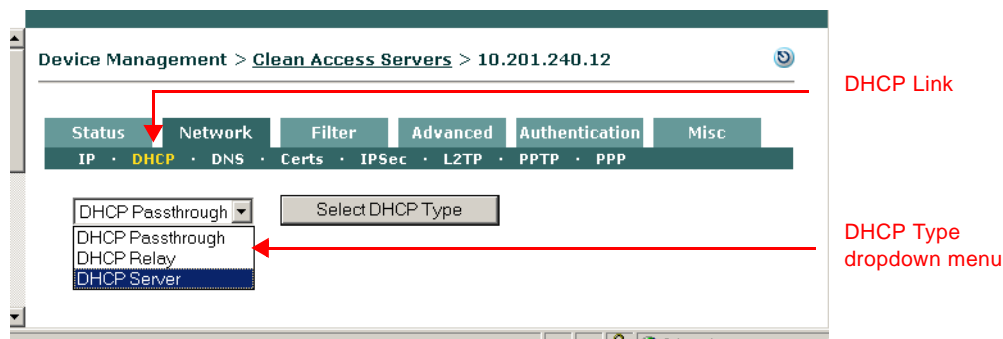 Device Management > Clean Access Servers > 10.201.240.12
DHCP Link
Status Network Filter Advanced Authentication Misc
IP · DHCP · DNS · Certs · IPSec · L2TP · PPTP · PPP
DHCP Passthrough Select DHCP Type
DHCP Passthrough
DHCP Relay
DHCP Server
DHCP Type
dropdown menu